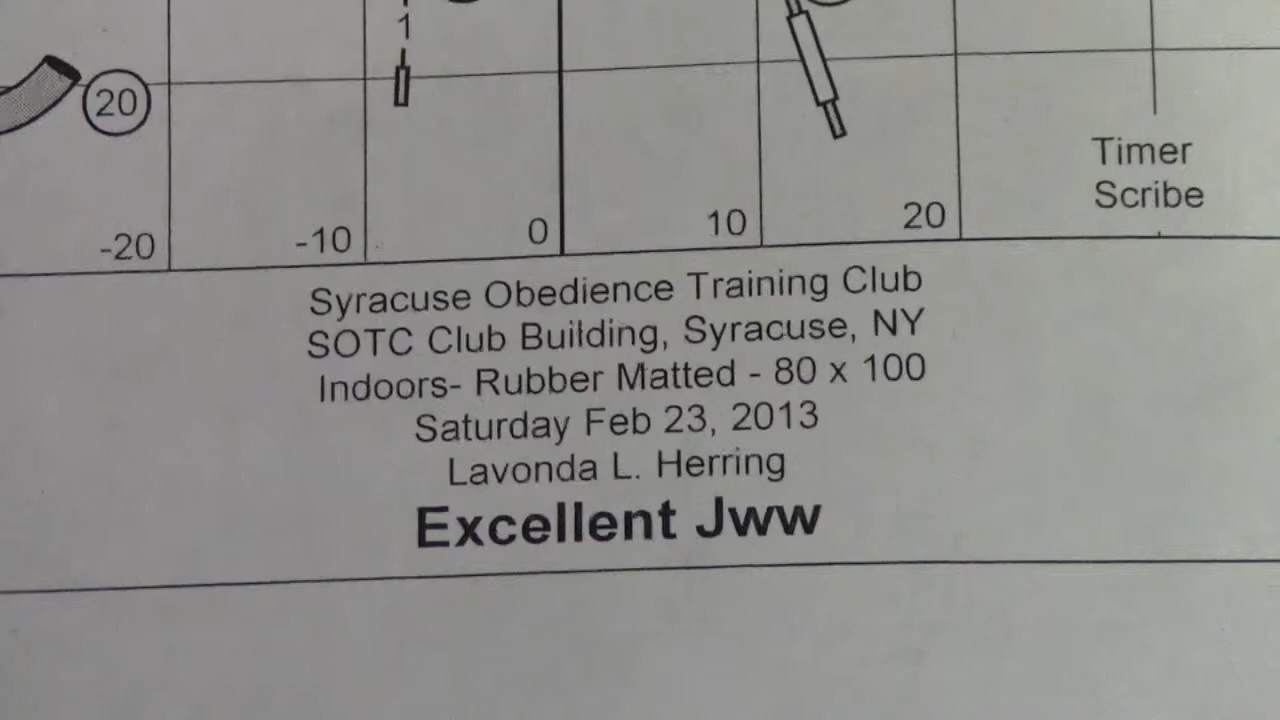 1
20
Timer
Scribe
-20 -10 0 10 20
Syracuse Obedience Training Club
SOTC Club Building, Syracuse, NY
Indoors- Rubber Matted - 80 x 100
Saturday Feb 23, 2013
Lavonda L. Herring
Excellent Jww